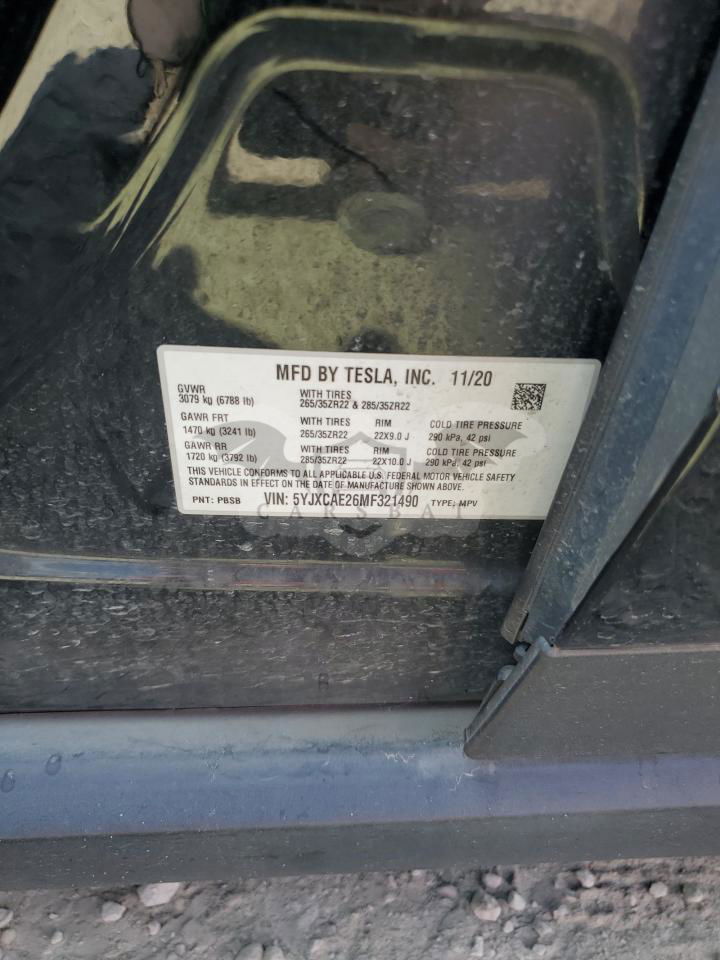 MFD BY TESLA, INC. 11/20
GVWR
3079 kg (6788 lb)
WITH TIRES
265/35ZR22 & 285/35ZR22
GAWR FRT
1470 kg (3241 lb)
WITH TIRES
265/35ZR22
RIM
22X9.0 J
COLD TIRE PRESSURE
290 kPa, 42 psi
GAWR RR
1720 kg (3792 lb)
WITH TIRES
285/35ZR22
RIM
22X10.0 J
COLD TIRE PRESSURE
290 kPa, 42 psi
THIS VEHICLE CONFORMS TO ALL APPLICABLE U.S. FEDERAL MOTOR VEHICLE SAFETY
STANDARDS IN EFFECT ON THE DATE OF MANUFACTURE SHOWN ABOVE.
PNT: PBSB VIN: 5YJXCAE26MF321490 TYPE: MPV